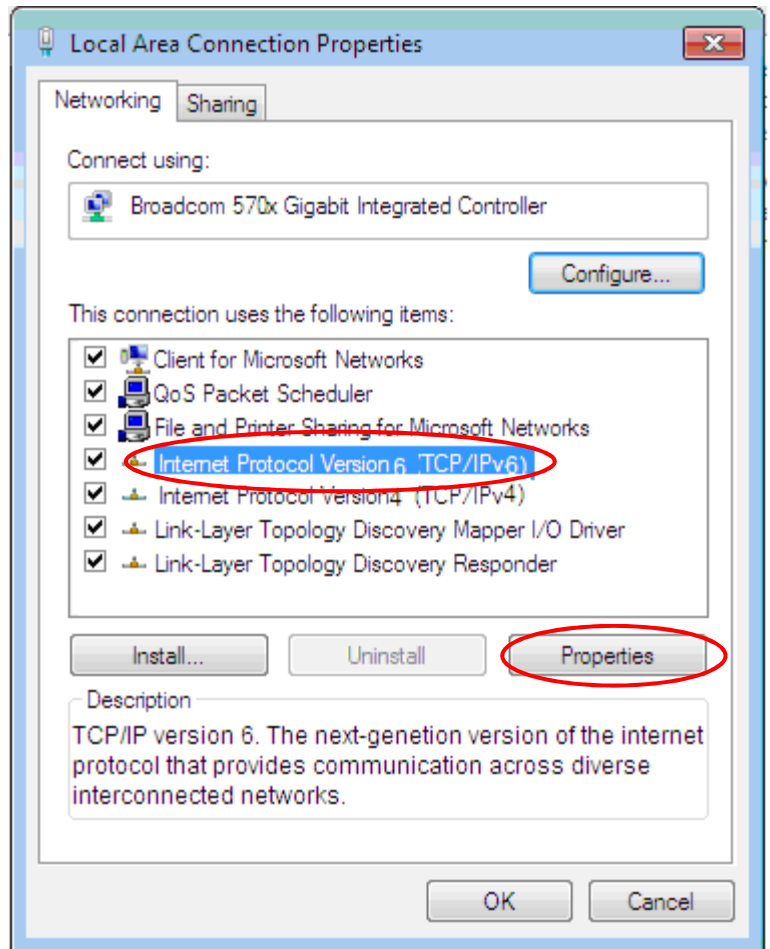 Local Area Connection Properties
Networking Sharing
Connect using:
Broadcom 570x Gigabit Integrated Controller
Configure...
This connection uses the following items:
Client for Microsoft Networks
QoS Packet Scheduler
File and Printer Sharing for Microsoft Networks
Internet Protocol Version 6 (TCP/IPv6)
Internet Protocol Version4 (TCP/IPv4)
Link-Layer Topology Discovery Mapper I/O Driver
Link-Layer Topology Discovery Responder
Install... Uninstall Properties
Description
TCP/IP version 6. The next-genetion version of the internet
protocol that provides communication across diverse
interconnected networks.
OK Cancel